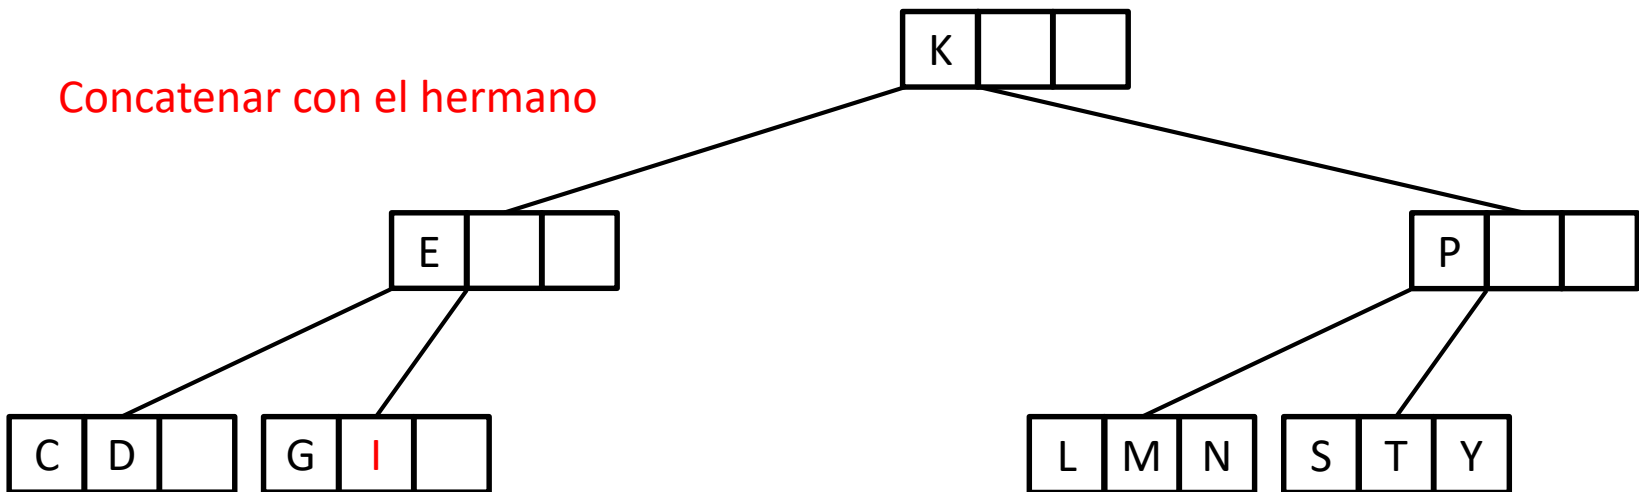 K
Concatenar con el hermano
E
P
C D
G I
L M N
S T Y